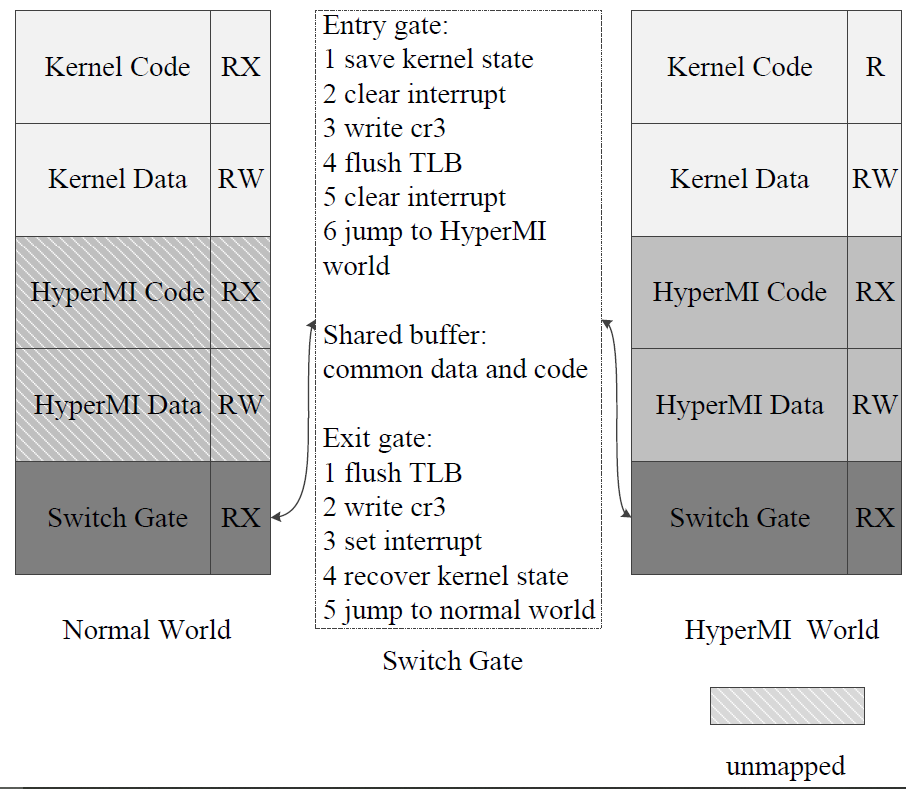 Kernel Code RX
Kernel Data RW
HyperMI Code RX
HyperMI Data RW
Switch Gate RX
Normal World
Entry gate:
1 save kernel state
2 clear interrupt
3 write cr3
4 flush TLB
5 clear interrupt
6 jump to HyperMI
world
Shared buffer:
common data and code
Exit gate:
1 flush TLB
2 write cr3
3 set interrupt
4 recover kernel state
5 jump to normal world
Switch Gate
Kernel Code R
Kernel Data RW
HyperMI Code RX
HyperMI Data RW
Switch Gate RX
HyperMI World
unmapped